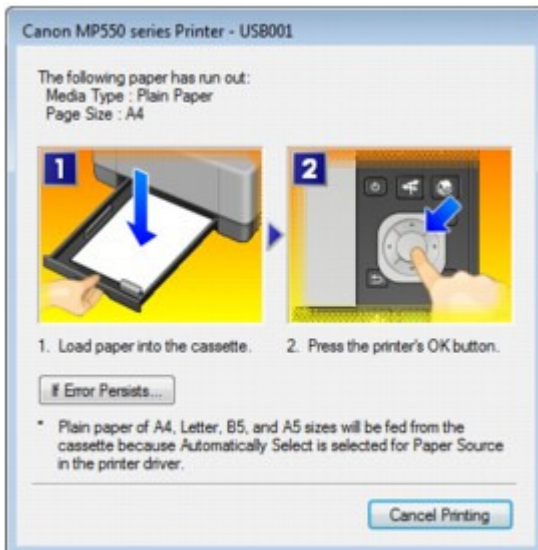 Canon MP550 series Printer - USB001
The following paper has run out:
Media Type : Plain Paper
Page Size : A4
1
2
1. Load paper into the cassette.
2. Press the printer's OK button.
If Error Persists...
* Plain paper of A4, Letter, B5, and A5 sizes will be fed from the
cassette because Automatically Select is selected for Paper Source
in the printer driver.
Cancel Printing